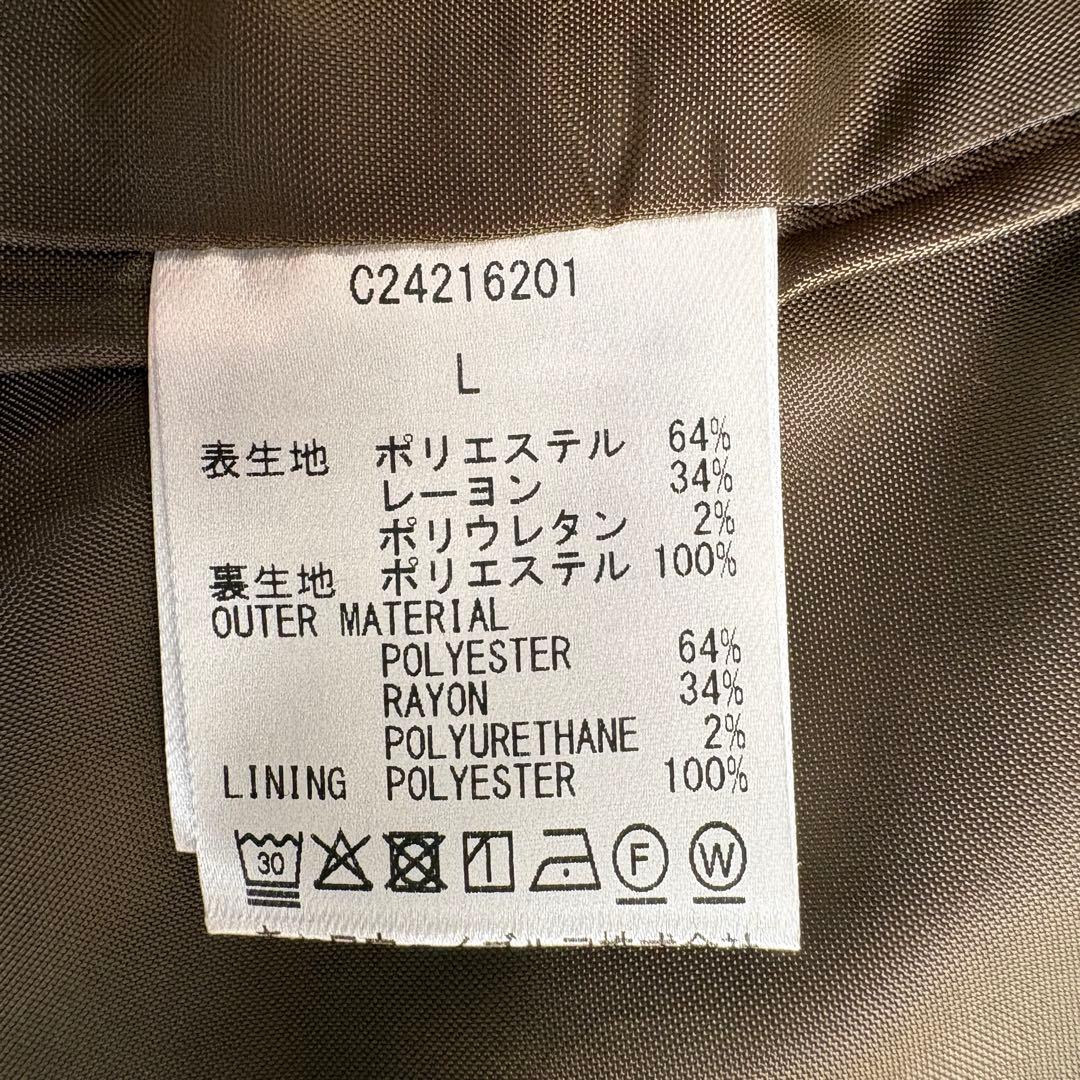 C24216201
L
表生地 ポリエステル 64%
レーヨン 34%
ポリウレタン 2%
裏生地 ポリエステル 100%
OUTER MATERIAL
POLYESTER 64%
RAYON 34%
POLYURETHANE 2%
LINING POLYESTER 100%
30 F W